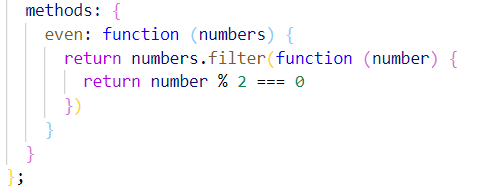 methods: {
even: function (numbers) {
return numbers.filter(function (number) {
return number % 2 === 0
})
}
}
};